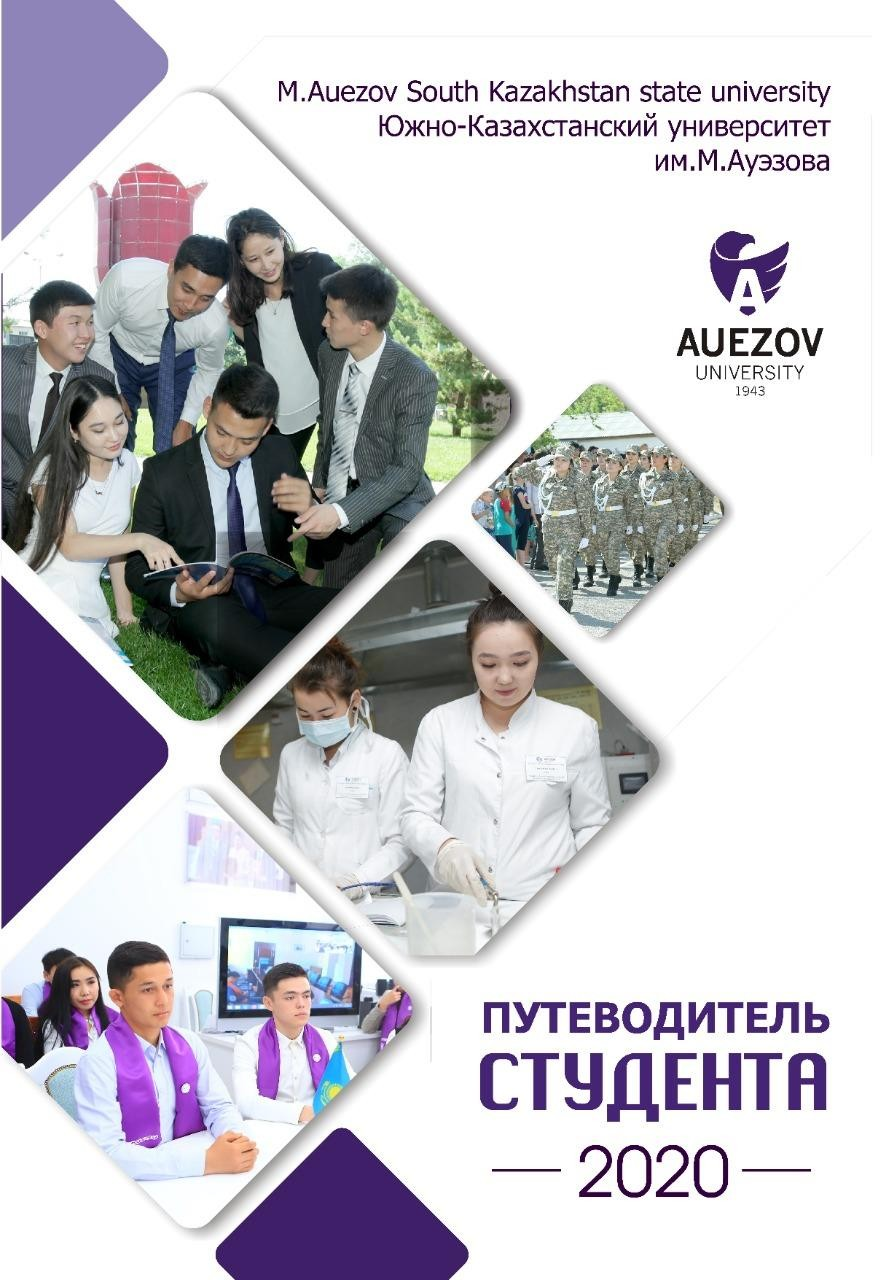 M.Auezov South Kazakhstan state university
Южно-Казахстанский университет
им.М.Ауэзова
A
AUEZOV
UNIVERSITY
1943
ПУТЕВОДИТЕЛЬ
СТУДЕНТА
2020